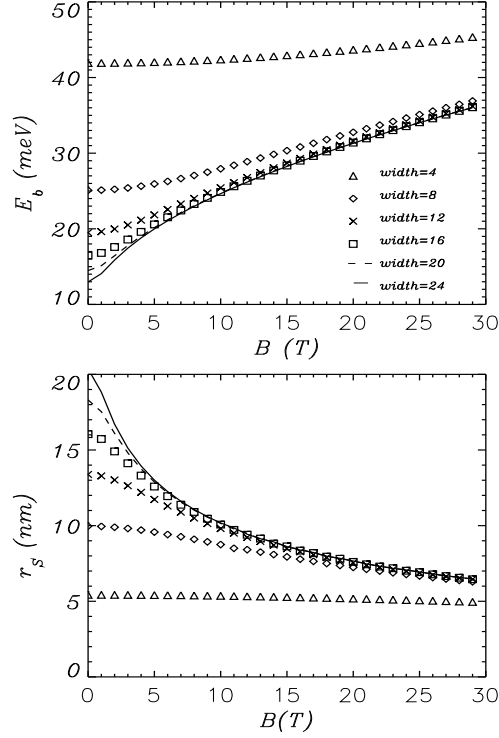 50
40
30
20
10
E_b (meV)
width=4
width=8
width=12
width=16
width=20
width=24
0 5 10 15 20 25 30
B (T)
20
15
10
5
0
r_S (nm)
0 5 10 15 20 25 30
B(T)